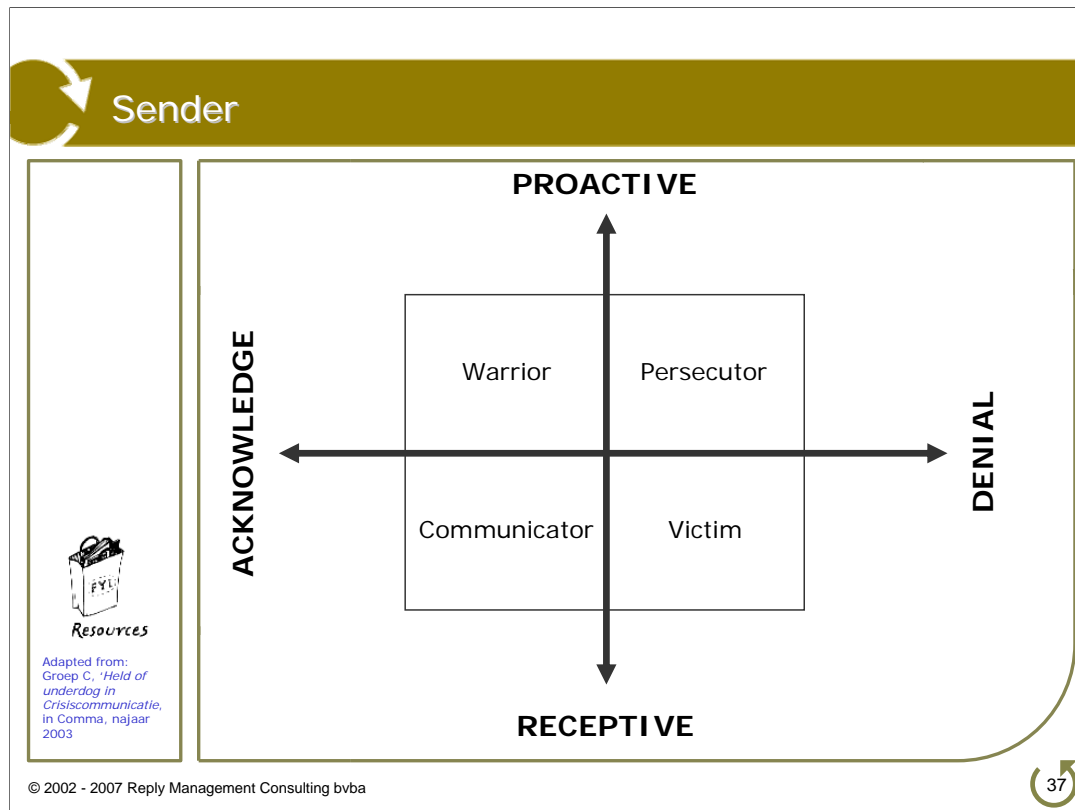 Sender
PROACTIVE
ACKNOWLEDGE
Warrior
Persecutor
DENIAL
Communicator
Victim
RECEPTIVE
FYI
Resources
Adapted from:
Groep C, ‘Held of
underdog in
Crisiscommunicatie,
in Comma, najaar
2003
© 2002 - 2007 Reply Management Consulting bvba
37